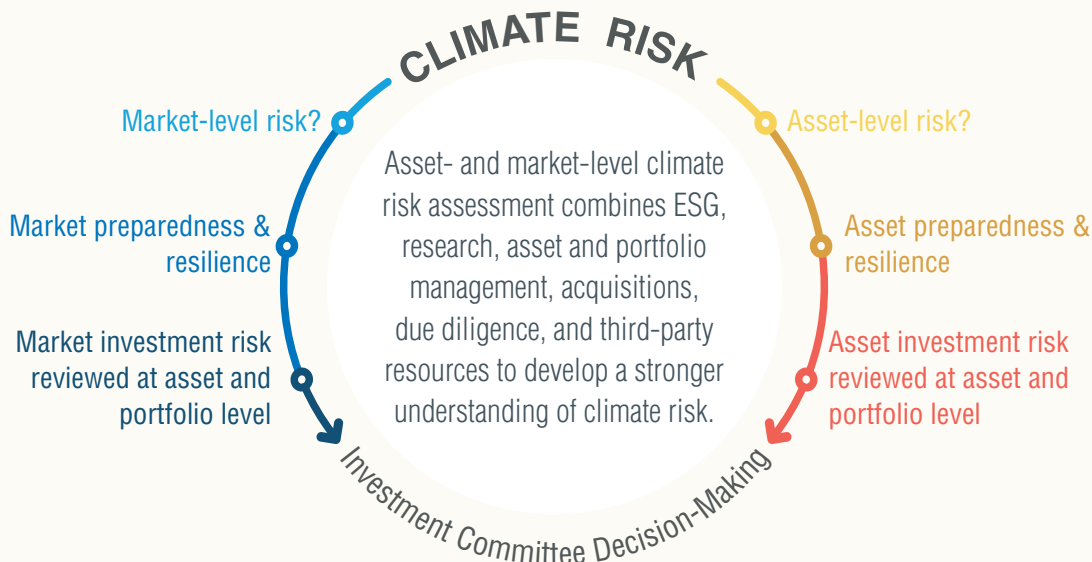 CLIMATE RISK
Market-level risk?
Market preparedness &
resilience
Market investment risk
reviewed at asset and
portfolio level
Asset- and market-level climate
risk assessment combines ESG,
research, asset and portfolio
management, acquisitions,
due diligence, and third-party
resources to develop a stronger
understanding of climate risk.
Asset-level risk?
Asset preparedness &
resilience
Asset investment risk
reviewed at asset and
portfolio level
Investment Committee Decision-Making